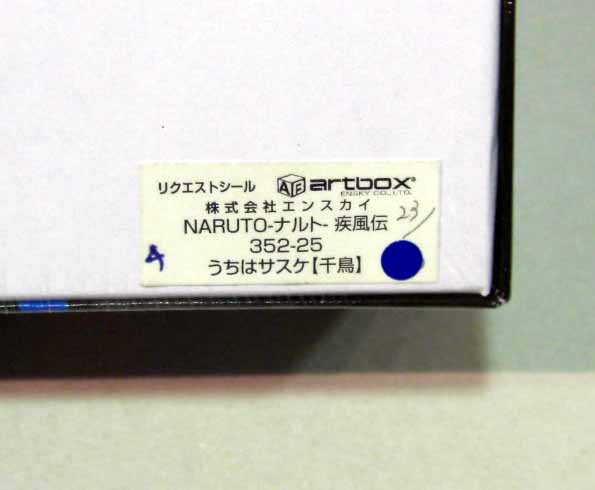 リクエストシール ATB artbox®
ENSKY CO., LTD.
株式会社エンスカイ
23/
NARUTO-ナルト- 疾風伝
352-25
うちはサスケ【千鳥】